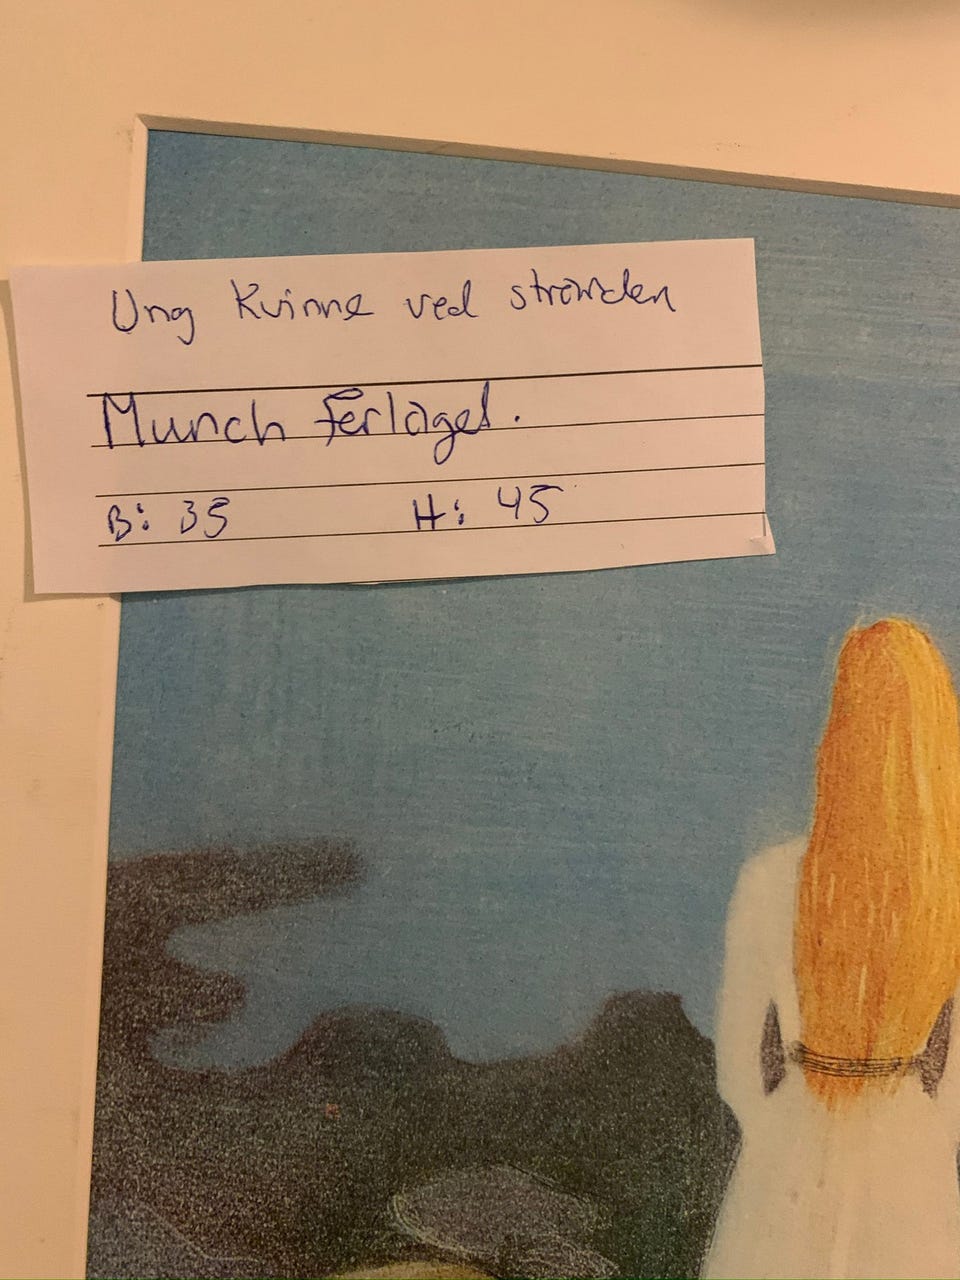 Ung Kvinne ved stranden
Munch forlaget.
B: 35 H: 45